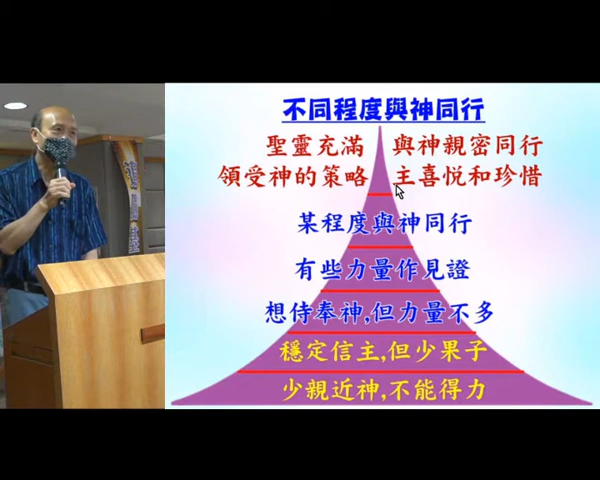 不同程度與神同行
聖靈充滿 與神親密同行
領受神的策略 主喜悅和珍惜
某程度與神同行
有些力量作見證
想侍奉神,但力量不多
穩定信主,但少果子
少親近神,不能得力